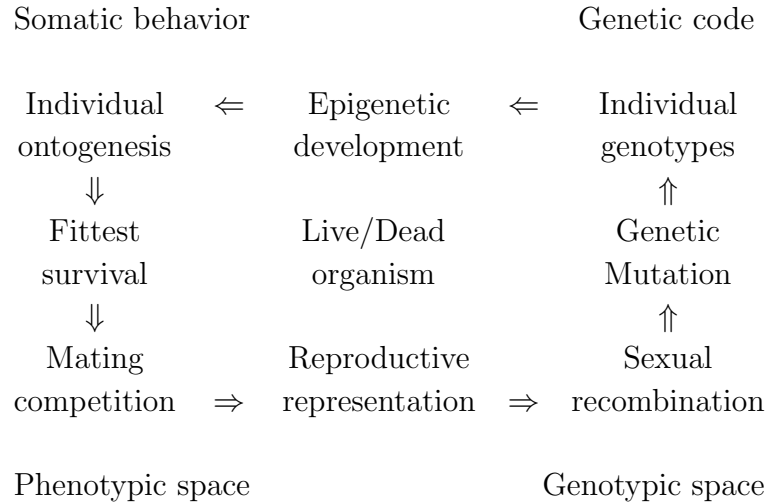 Somatic behavior Genetic code
Individual ⇐ Epigenetic ⇐ Individual
ontogenesis development genotypes
⇓ ⇑
Fittest Live/Dead Genetic
survival organism Mutation
⇓ ⇑
Mating Reproductive Sexual
competition ⇒ representation ⇒ recombination
Phenotypic space Genotypic space